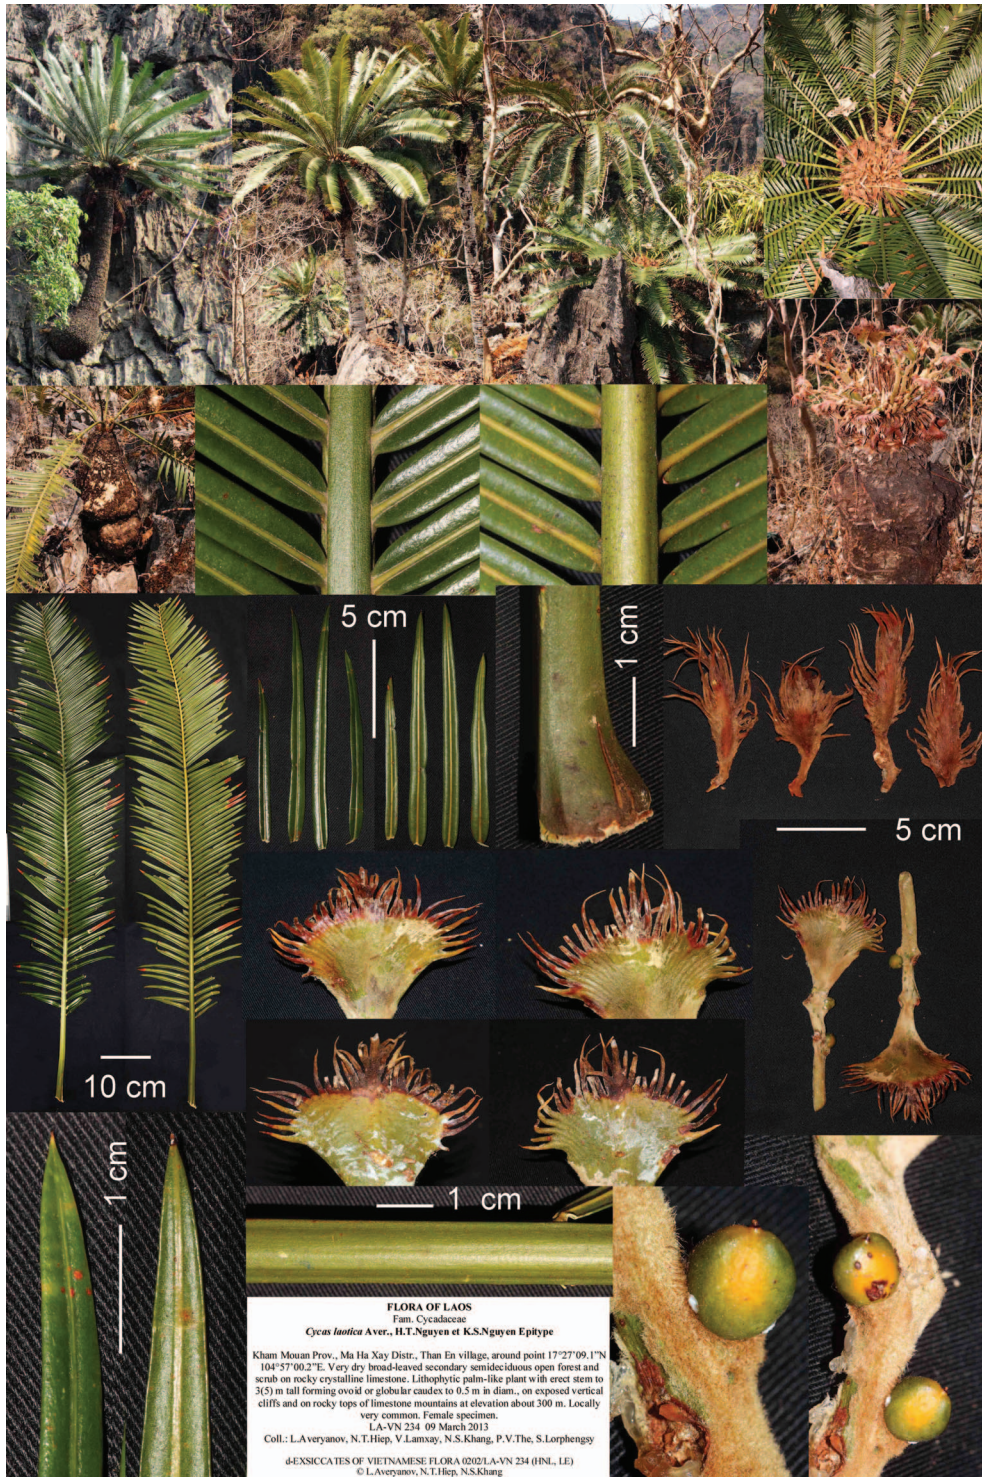 5 cm
1 cm
5 cm
10 cm
1 cm
1 cm
FLORA OF LAOS
Fam. Cycadaceae
Cycas laotica Aver., H.T.Nguyen et K.S.Nguyen Epitype
Kham Mouan Prov., Ma Ha Xay Distr., Than En village, around point 17°27'09.1"N
104°57'00.2"E. Very dry broad-leaved secondary semideciduous open forest and
scrub on rocky crystalline limestone. Lithophytic palm-like plant with erect stem to
3(5) m tall forming ovoid or globular caudex to 0.5 m in diam., on exposed vertical
cliffs and on rocky tops of limestone mountains at elevation about 300 m. Locally
very common. Female specimen.
LA-VN 234 09 March 2013
Coll.: L.Averyanov, N.T.Hiep, V.Lamxay, N.S.Khang, P.V.The, S.Lorphengsy
d-EXSICCATES OF VIETNAMESE FLORA 0202/LA-VN 234 (HNL, LE)
© L.Averyanov, N.T.Hiep, N.S.Khang